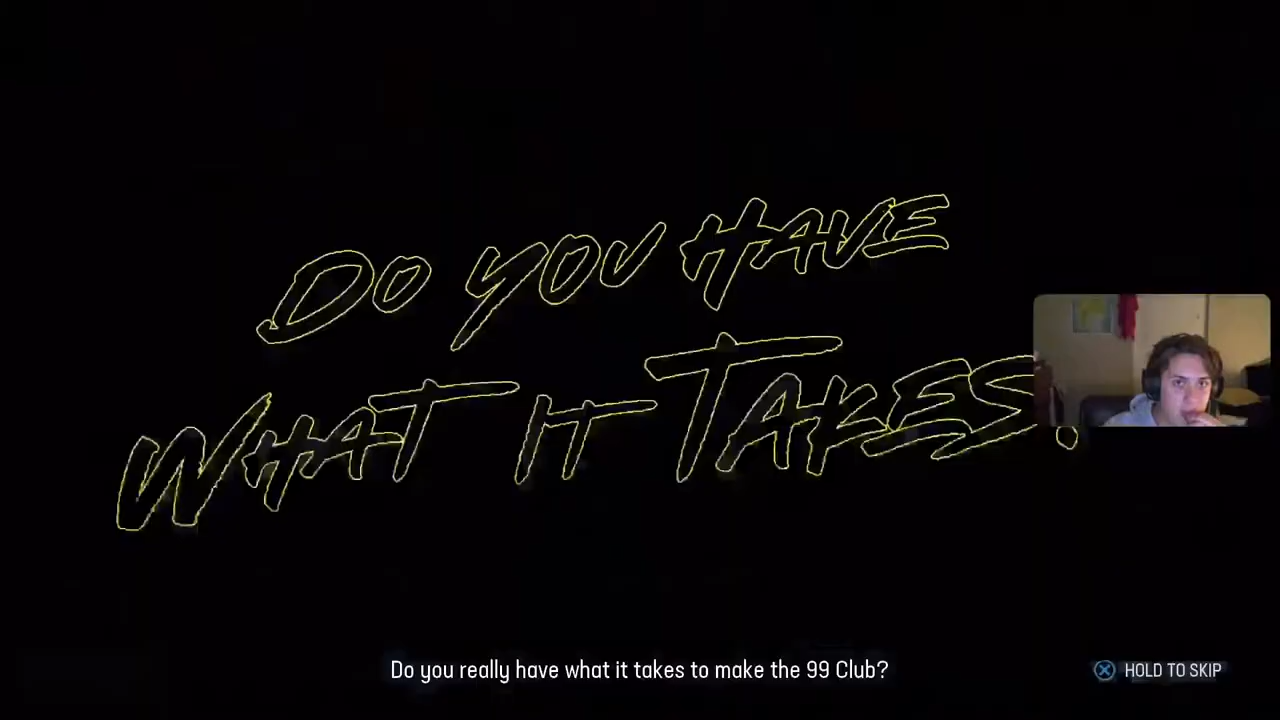 DO YOU HAVE
WHAT IT TAKES?
Do you really have what it takes to make the 99 Club?
HOLD TO SKIP